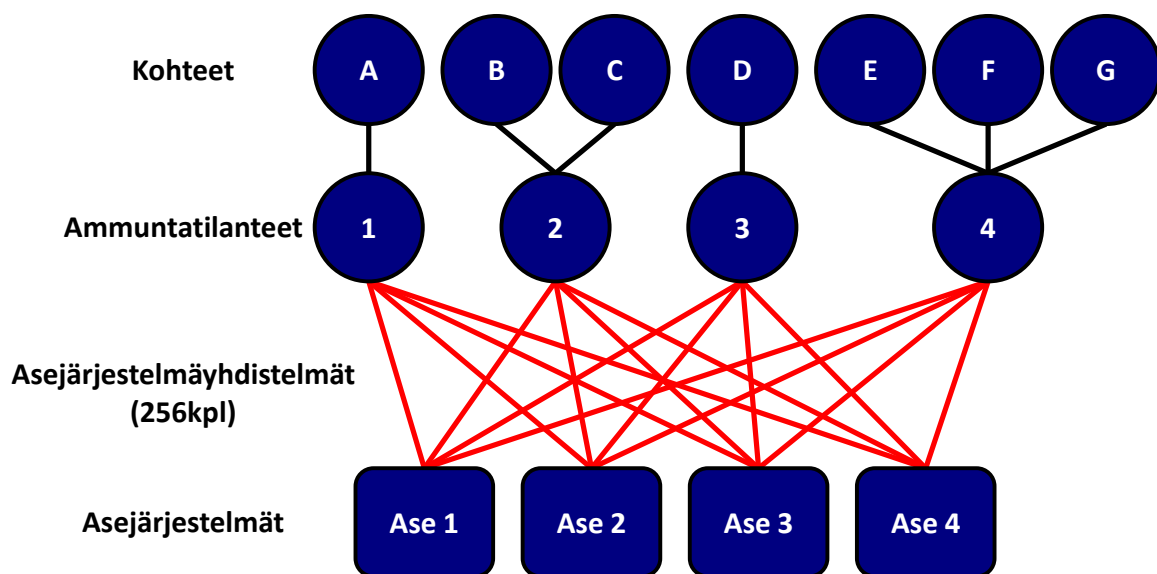 Kohteet A B C D E F G
Ammuntatilanteet 1 2 3 4
Asejärjestelmäyhdistelmät
(256kpl)
Asejärjestelmät Ase 1 Ase 2 Ase 3 Ase 4